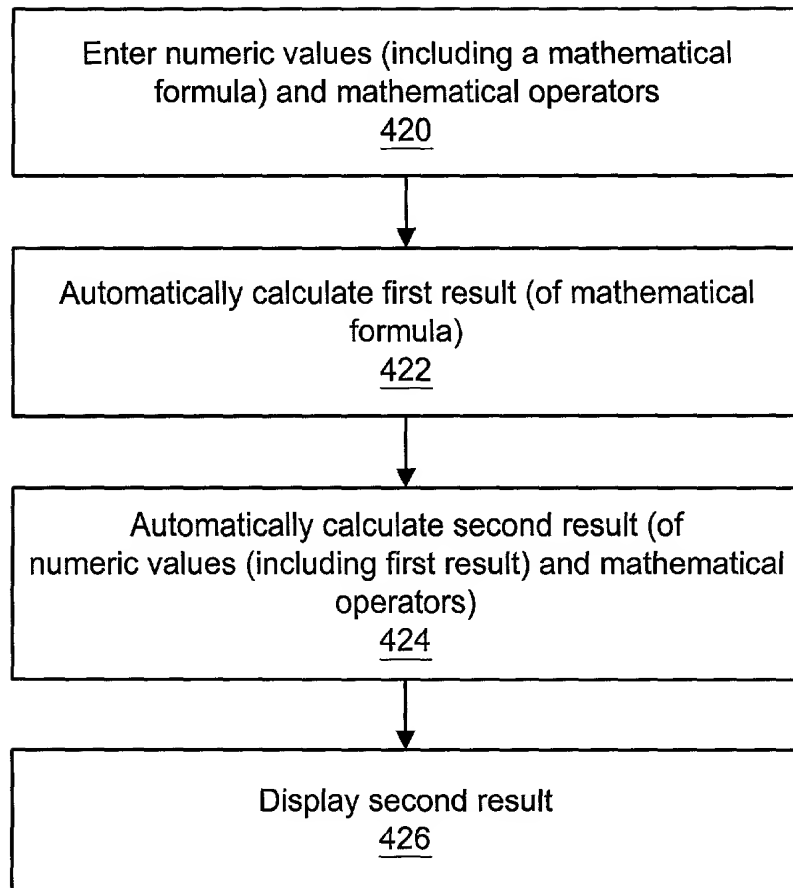 Enter numeric values (including a mathematical
formula) and mathematical operators
420
Automatically calculate first result (of mathematical
formula)
422
Automatically calculate second result (of
numeric values (including first result) and mathematical
operators)
424
Display second result
426